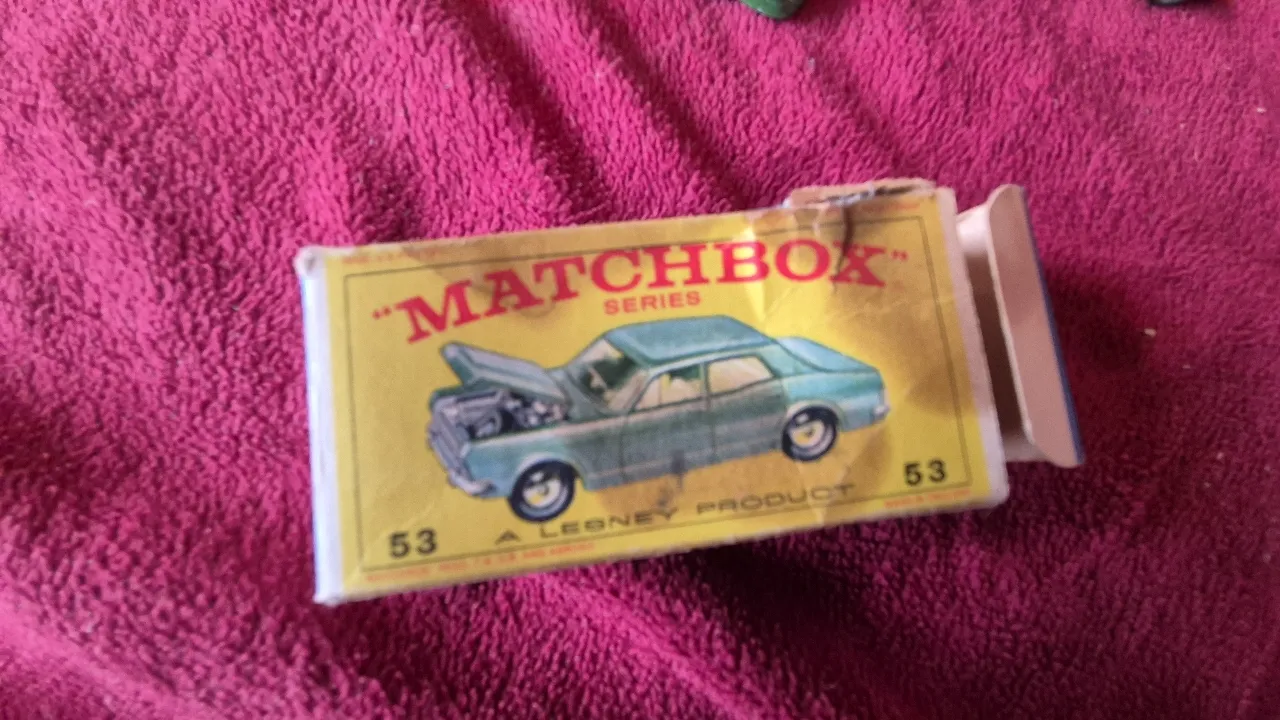 "MATCHBOX"
SERIES
53
A LESNEY PRODUCT
53